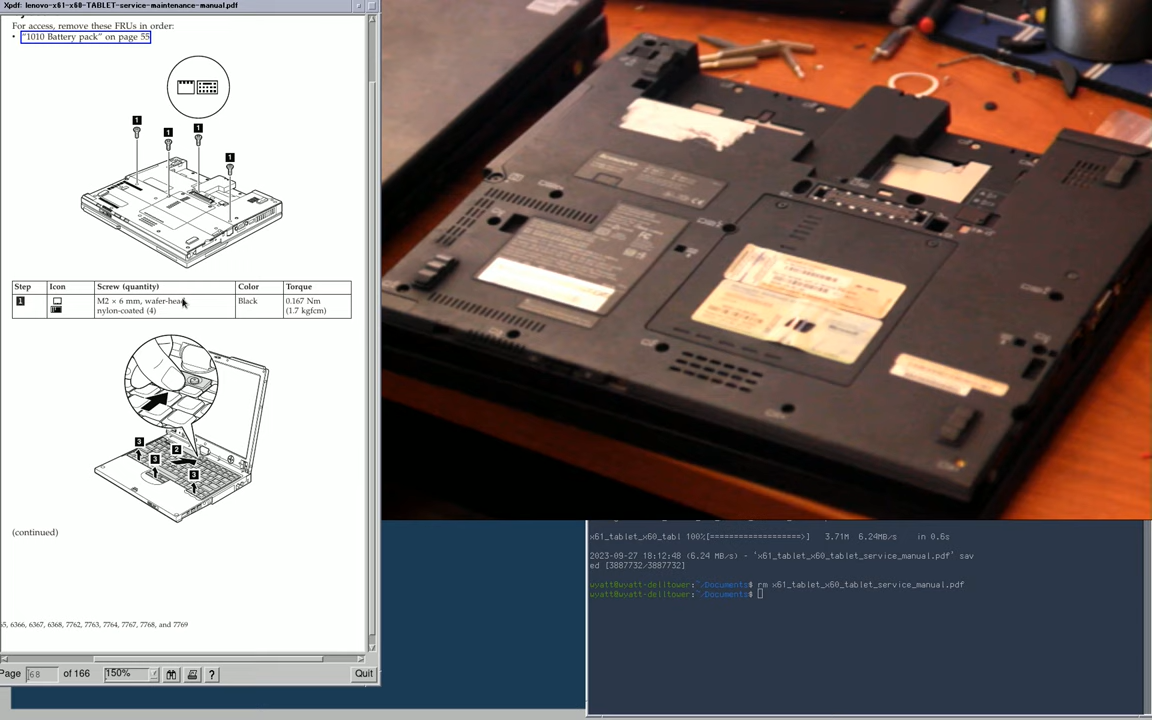 Xpdf: lenovo-x61-x60-TABLET-service-maintenance-manual.pdf
For access, remove these FRUs in order:
• "1010 Battery pack" on page 55
1
1
1
1
Step Icon Screw (quantity) Color Torque
1 M2 × 6 mm, wafer-head, Black 0.167 Nm
nylon-coated (4) (1.7 kgfcm)
3
2
3
3
(continued)
6366, 6367, 6368, 7762, 7763, 7764, 7767, 7768, and 7769
Page 68 of 166 150% ? Quit
lenovo
FC
x61_tablet_x60_tabl 100%[===================>] 3.71M 6.24MB/s in 0.6s
2023-09-27 18:12:48 (6.24 MB/s) - 'x61_tablet_x60_tablet_service_manual.pdf' sav
ed [3887732/3887732]
wyatt@wyatt-delltower:~/Documents$ rm x61_tablet_x60_tablet_service_manual.pdf
wyatt@wyatt-delltower:~/Documents$